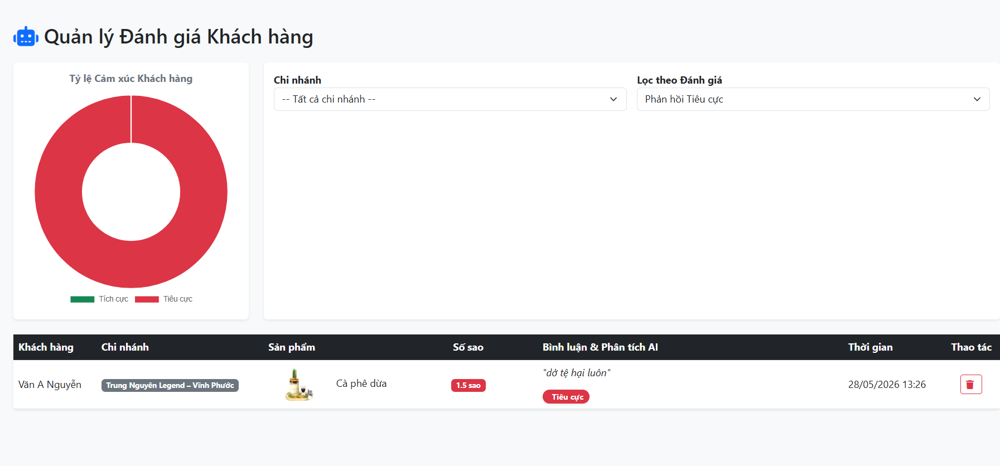 Quản lý Đánh giá Khách hàng
Tỷ lệ Cảm xúc Khách hàng
Tích cực Tiêu cực
Chi nhánh
-- Tất cả chi nhánh --
Lọc theo Đánh giá
Phản hồi Tiêu cực
Khách hàng Chi nhánh Sản phẩm Số sao Bình luận & Phân tích AI Thời gian Thao tác
Văn A Nguyễn Trung Nguyên Legend – Vĩnh Phước Cà phê dừa 1.5 sao "dở tệ hại luôn" 28/05/2026 13:26
Tiêu cực